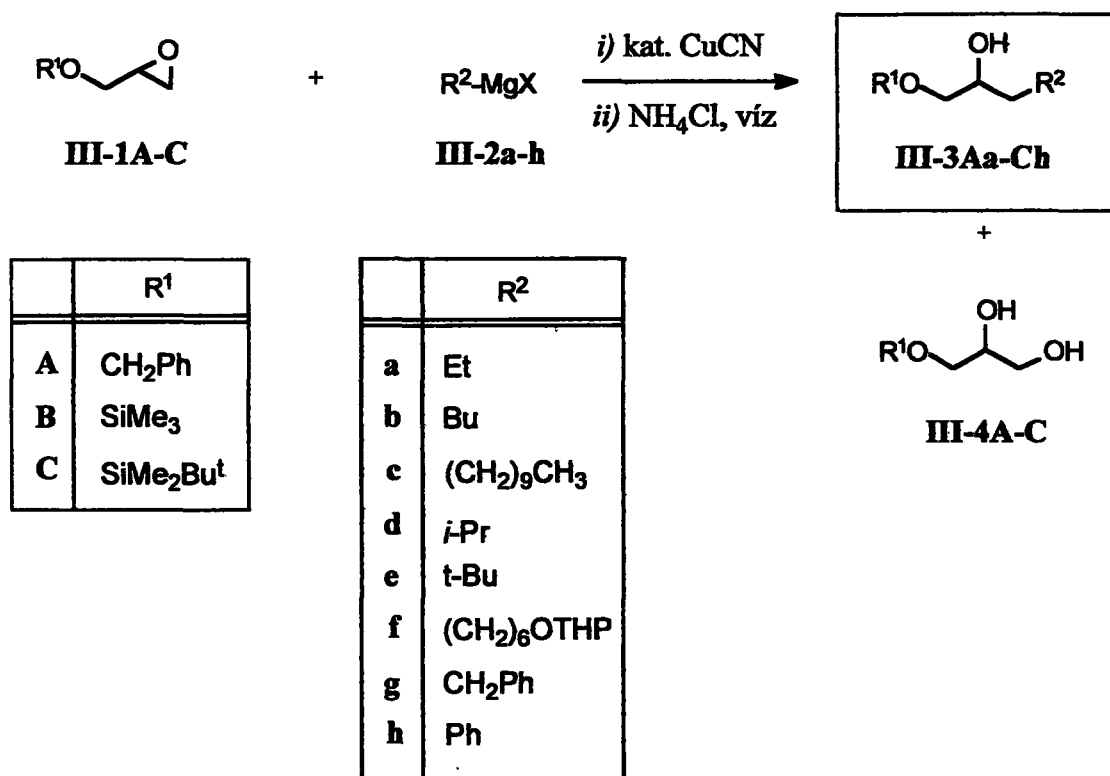 R¹O O + R²-MgX i) kat. CuCN OH
ii) NH₄Cl, víz R¹O R²
III-1A-C III-2a-h III-3Aa-Ch
+
R¹
A CH₂Ph
B SiMe₃
C SiMe₂Buᵗ
R²
a Et
b Bu
c (CH₂)₉CH₃
d i-Pr
e t-Bu
f (CH₂)₆OTHP
g CH₂Ph
h Ph
OH
R¹O OH
III-4A-C